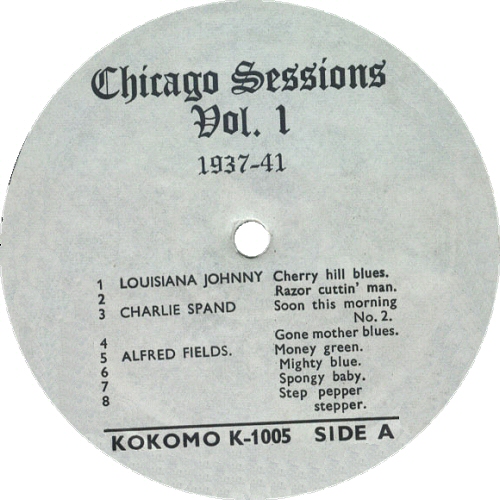 Chicago Sessions
Vol. 1
1937-41
1 LOUISIANA JOHNNY Cherry hill blues.
2 Razor cuttin' man.
3 CHARLIE SPAND Soon this morning
No. 2.
4 Gone mother blues.
5 ALFRED FIELDS. Money green.
6 Mighty blue.
7 Spongy baby.
8 Step pepper
stepper.
KOKOMO K-1005 SIDE A